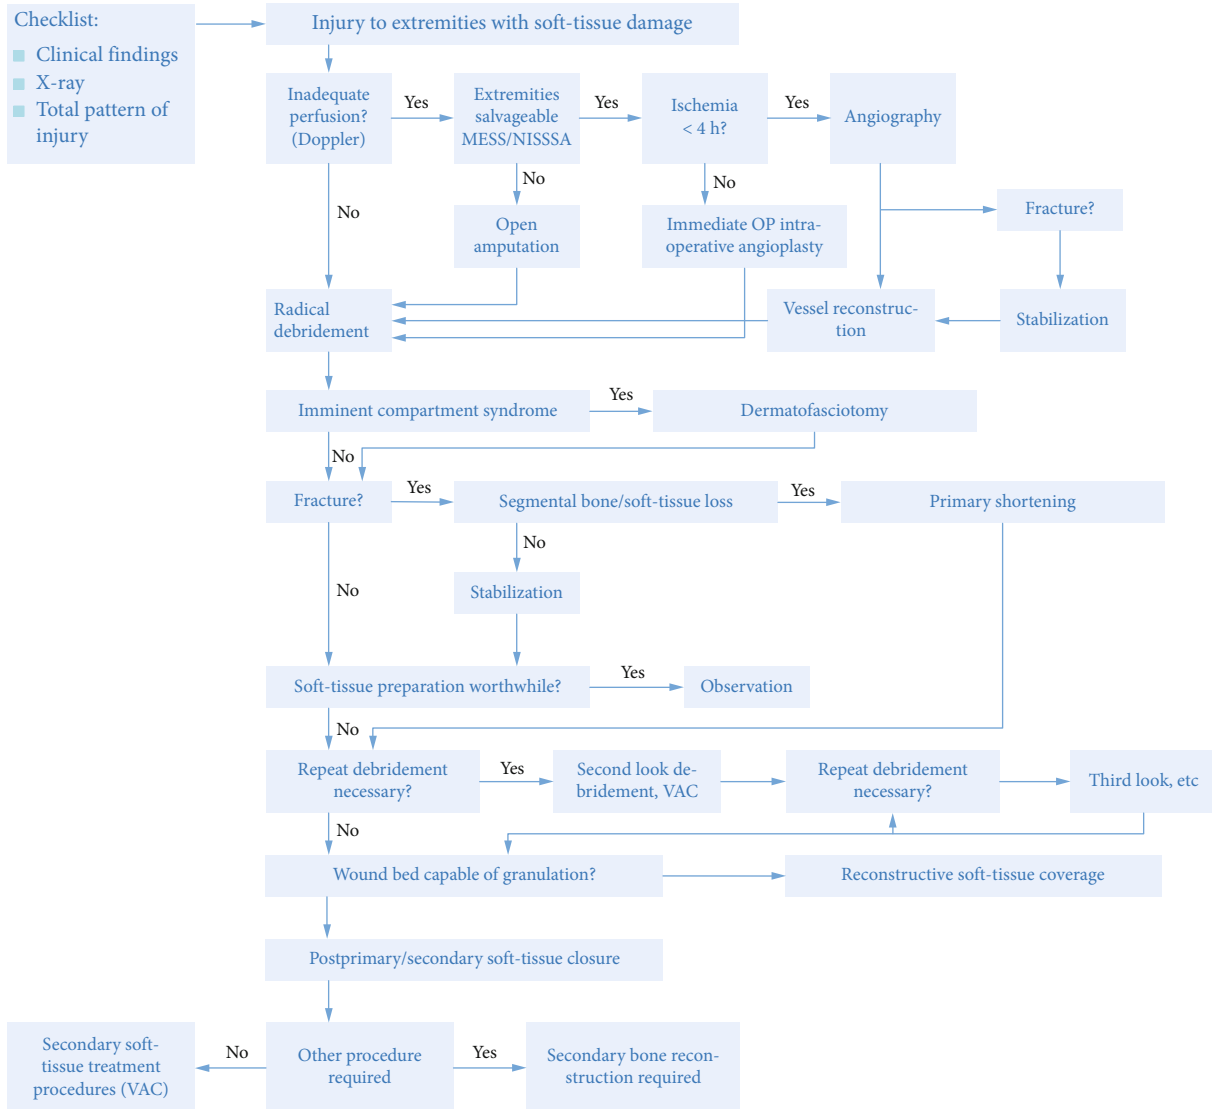 Checklist:
Clinical findings
X-ray
Total pattern of
injury
Injury to extremities with soft-tissue damage
Inadequate
perfusion?
(Doppler)
Yes
Extremities
salvageable
MESS/NISSSA
Yes
Ischemia
< 4 h?
Yes
Angiography
No
No
No
Open
amputation
Immediate OP intra-
operative angioplasty
Fracture?
Radical
debridement
Vessel reconstruc-
tion
Stabilization
Imminent compartment syndrome
Yes
Dermatofasciotomy
No
Fracture?
Yes
Segmental bone/soft-tissue loss
Yes
Primary shortening
No
No
Stabilization
Soft-tissue preparation worthwhile?
Yes
Observation
No
Repeat debridement
necessary?
Yes
Second look de-
bridement, VAC
Repeat debridement
necessary?
Third look, etc
No
Wound bed capable of granulation?
Reconstructive soft-tissue coverage
Postprimary/secondary soft-tissue closure
Secondary soft-
tissue treatment
procedures (VAC)
No
Other procedure
required
Yes
Secondary bone recon-
struction required